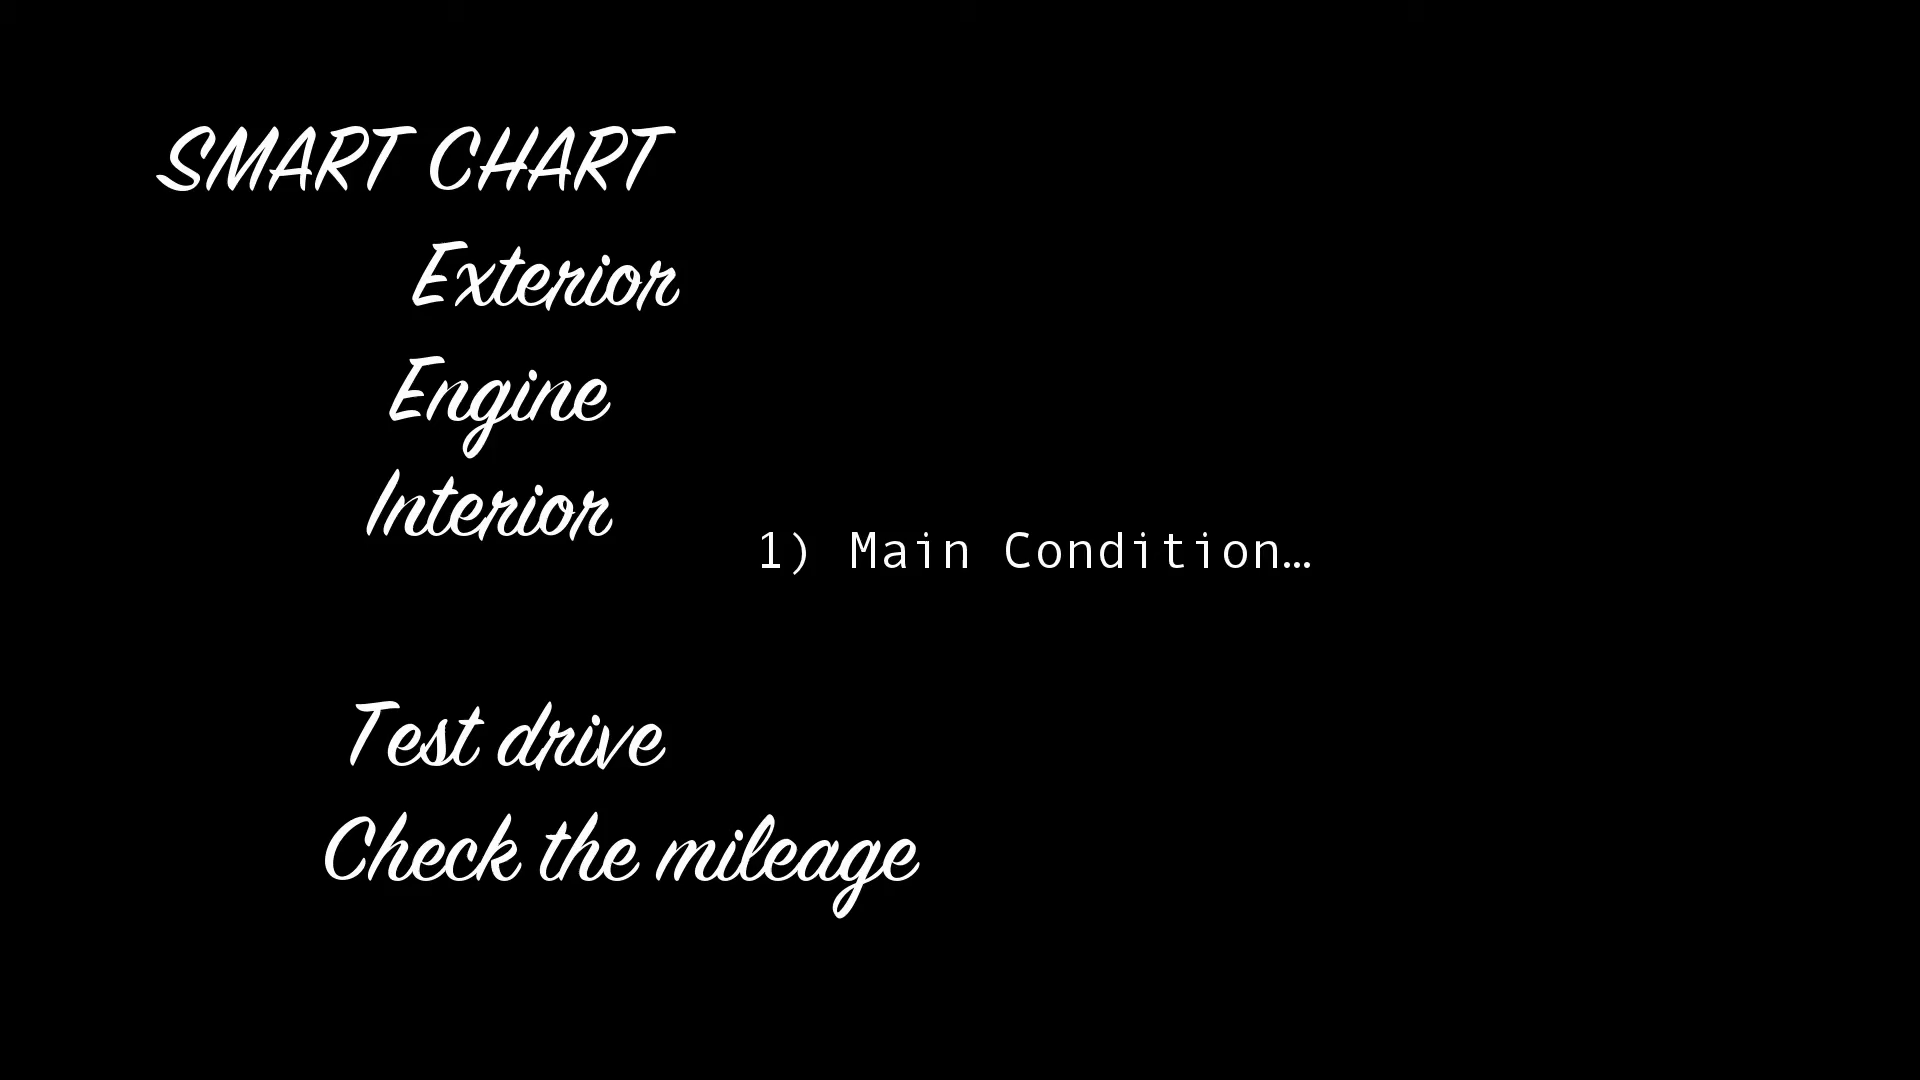 SMART CHART
Exterior
Engine
Interior
1) Main Condition…
Test drive
Check the mileage